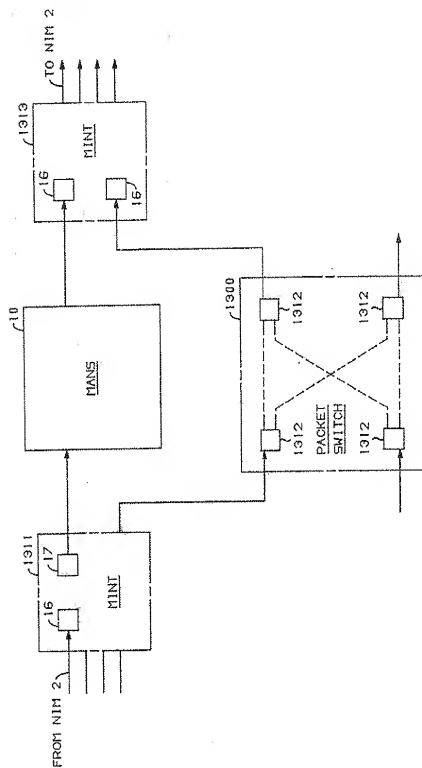 FROM NIM 2
1311
16
17
MINT
10
MANS
1313
16
16
MINT
TO NIM 2
1300
1312
1312
PACKET
SWITCH
1312
1312